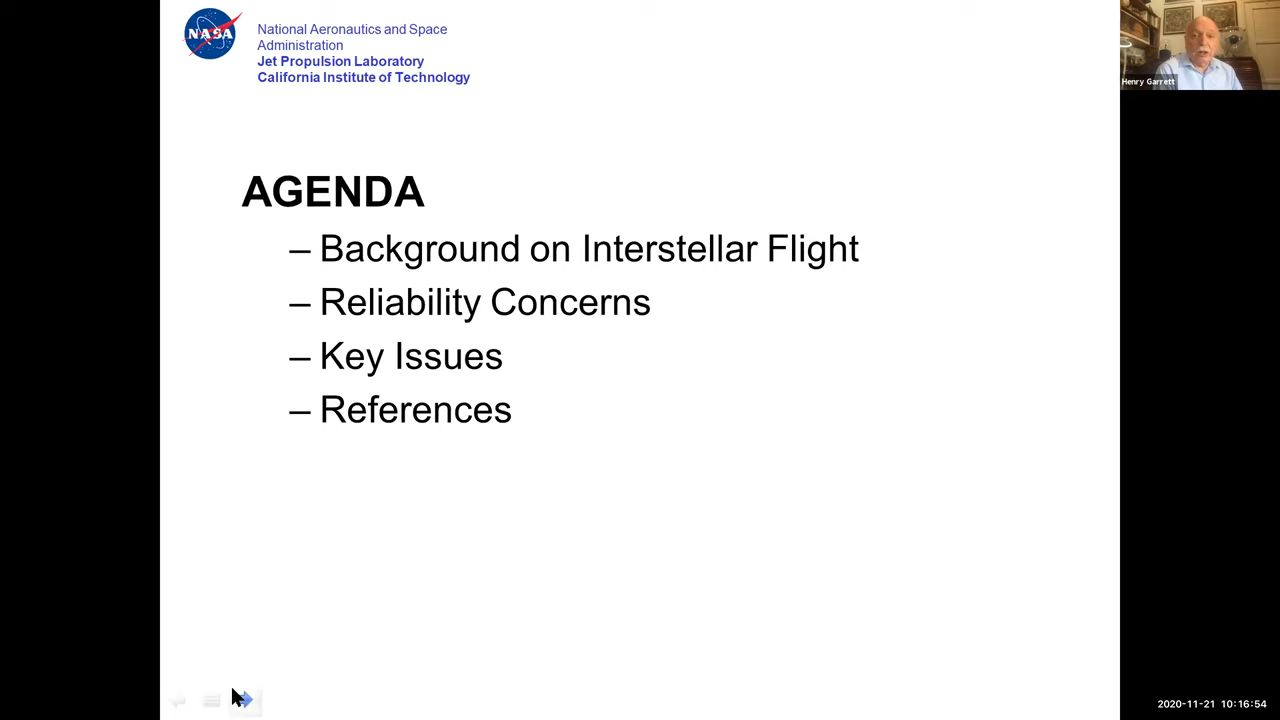 NASA
National Aeronautics and Space
Administration
Jet Propulsion Laboratory
California Institute of Technology
Henry Garrett
AGENDA
– Background on Interstellar Flight
– Reliability Concerns
– Key Issues
– References
2020-11-21 10:16:54